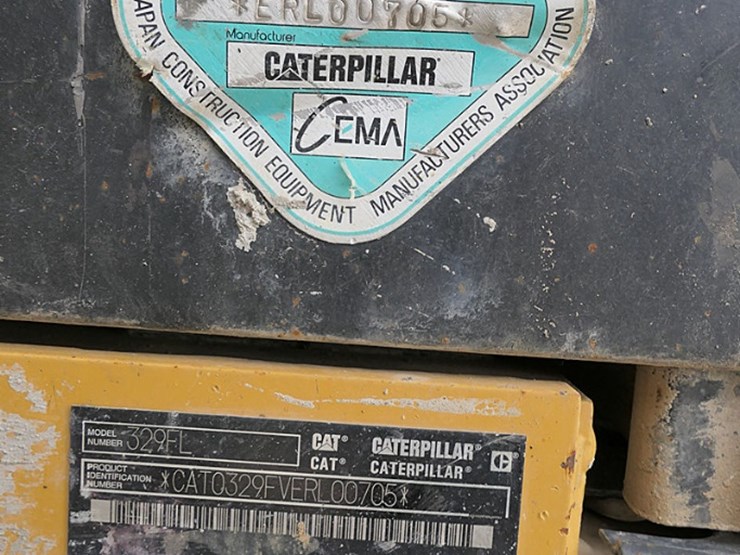 *ERL00705*
Manufacturer
CATERPILLAR
CEMA
JAPAN CONSTRUCTION EQUIPMENT MANUFACTURERS ASSOCIATION
MODEL NUMBER 329FL
CAT® CATERPILLAR®
CAT® CATERPILLAR®
PRODUCT IDENTIFICATION NUMBER *CAT0329FVERL00705*